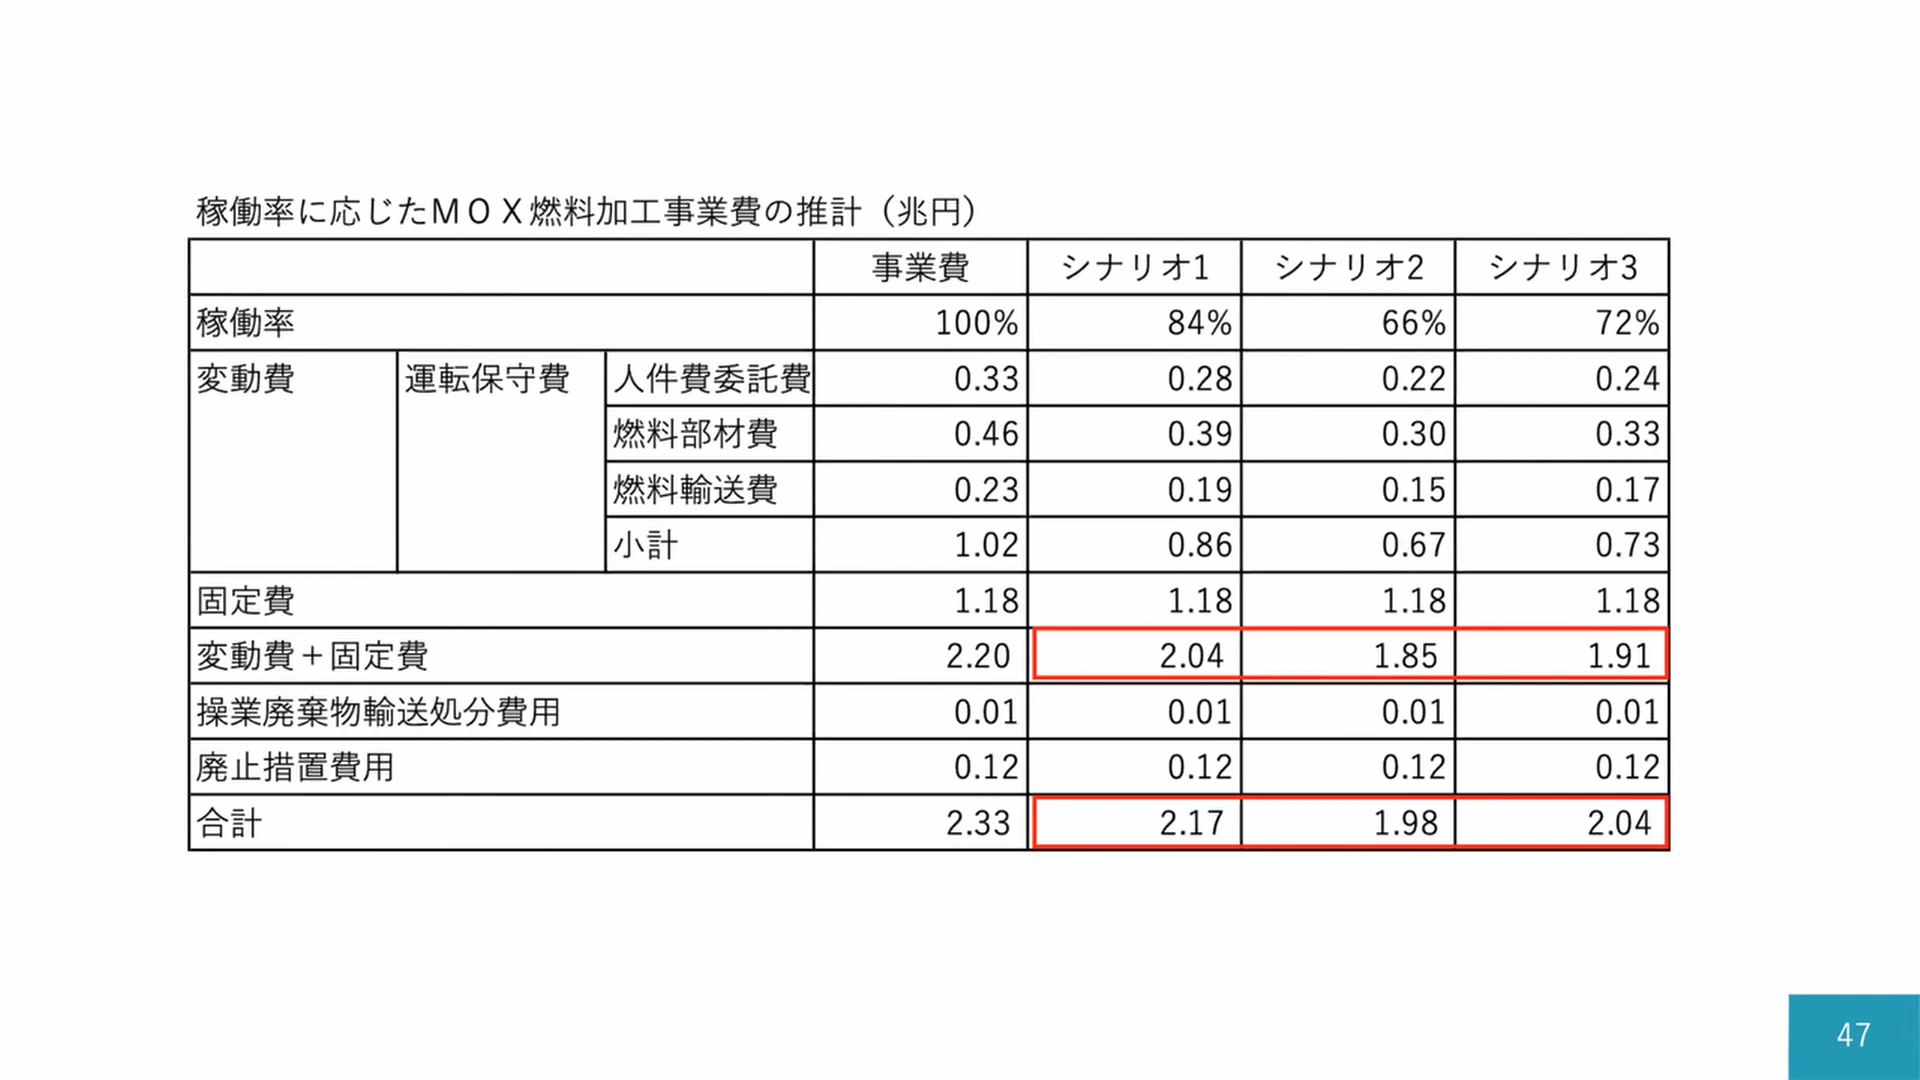 稼働率に応じたＭＯＸ燃料加工事業費の推計（兆円）
事業費 シナリオ1 シナリオ2 シナリオ3
稼働率 100% 84% 66% 72%
変動費 運転保守費 人件費委託費 0.33 0.28 0.22 0.24
燃料部材費 0.46 0.39 0.30 0.33
燃料輸送費 0.23 0.19 0.15 0.17
小計 1.02 0.86 0.67 0.73
固定費 1.18 1.18 1.18 1.18
変動費＋固定費 2.20 2.04 1.85 1.91
操業廃棄物輸送処分費用 0.01 0.01 0.01 0.01
廃止措置費用 0.12 0.12 0.12 0.12
合計 2.33 2.17 1.98 2.04
47